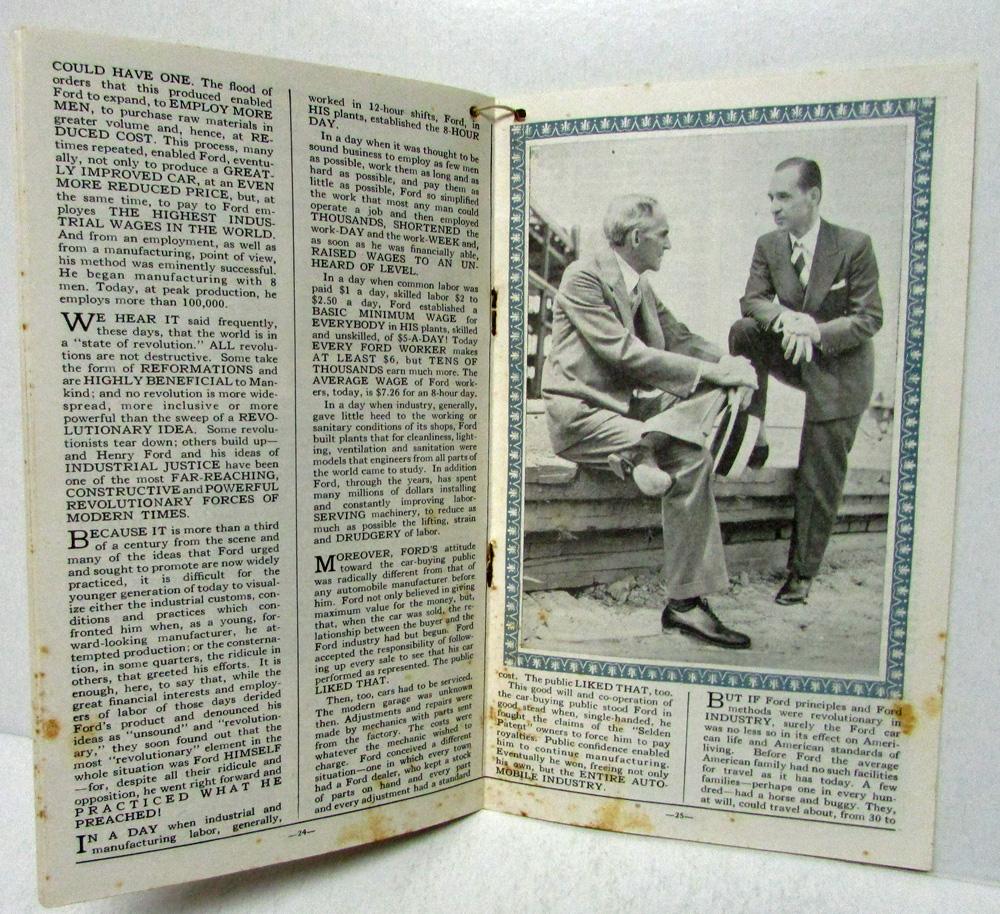 COULD HAVE ONE. The flood of
orders that this produced enabled
Ford to expand, to EMPLOY MORE
MEN, to purchase raw materials in
greater volume and, hence, at RE-
DUCED COST. This process, many
times repeated, enabled Ford, eventu-
ally, not only to produce a GREAT-
LY IMPROVED CAR, at an EVEN
MORE REDUCED PRICE, but, at
the same time, to pay to Ford em-
ployes THE HIGHEST INDUS-
TRIAL WAGES IN THE WORLD.
And from an employment, as well as
from a manufacturing, point of view,
his method was eminently successful.
He began manufacturing with 8
men. Today, at peak production, he
employs more than 100,000.
WE HEAR IT said frequently,
these days, that the world is in
a "state of revolution." ALL revolu-
tions are not destructive. Some take
the form of REFORMATIONS and
are HIGHLY BENEFICIAL to Man-
kind; and no revolution is more wide-
spread, more inclusive or more
powerful than the sweep of a REVO-
LUTIONARY IDEA. Some revolu-
tionists tear down; others build up—
and Henry Ford and his ideas of
INDUSTRIAL JUSTICE have been
one of the most FAR-REACHING,
CONSTRUCTIVE and POWERFUL
REVOLUTIONARY FORCES OF
MODERN TIMES.
BECAUSE IT is more than a third
of a century from the scene and
many of the ideas that Ford urged
and sought to promote are now widely
practiced, it is difficult for the
younger generation of today to visual-
ize either the industrial customs, con-
ditions and practices which con-
fronted him when, as a young, for-
ward-looking manufacturer, he at-
tempted production; or the consterna-
tion, in some quarters, the ridicule in
others, that greeted his efforts. It is
enough, here, to say that, while the
great financial interests and employ-
ers of labor of those days derided
Ford's product and denounced his
ideas as "unsound" and "revolution-
ary," they soon found out that the
most "revolutionary" element in the
whole situation was Ford HIMSELF
—for, despite all their ridicule and
opposition, he went right forward and
PRACTICED WHAT HE
PREACHED!
IN A DAY when industrial and
manufacturing labor, generally,
worked in 12-hour shifts, Ford, in
HIS plants, established the 8-HOUR
DAY.
In a day when it was thought to be
sound business to employ as few men
as possible, work them as long and as
hard as possible, and pay them as
little as possible, Ford so simplified
the work that most any man could
operate a job and then employed
THOUSANDS, SHORTENED the
work-DAY and the work-WEEK and,
as soon as he was financially able,
RAISED WAGES TO AN UN-
HEARD OF LEVEL.
In a day when common labor was
paid $1 a day, skilled labor $2 to
$2.50 a day, Ford established a
BASIC MINIMUM WAGE for
EVERYBODY in HIS plants, skilled
and unskilled, of $5-A-DAY! Today
EVERY FORD WORKER makes
AT LEAST $6, but TENS OF
THOUSANDS earn much more. The
AVERAGE WAGE of Ford work-
ers, today, is $7.26 for an 8-hour day.
In a day when industry, generally,
gave little heed to the working or
sanitary conditions of its shops, Ford
built plants that for cleanliness, light-
ing, ventilation and sanitation were
models that engineers from all parts of
the world came to study. In addition
Ford, through the years, has spent
many millions of dollars installing
and constantly improving labor-
SERVING machinery, to reduce as
much as possible the lifting, strain
and DRUDGERY of labor.
MOREOVER, FORD'S attitude
toward the car-buying public
was radically different from that of
any automobile manufacturer before
him. Ford not only believed in giving
maximum value for the money, but,
that, when the car was sold, the re-
lationship between the buyer and the
Ford industry had but begun. Ford
accepted the responsibility of follow-
ing up every sale to see that his car
performed as represented. The public
LIKED THAT.
Then, too, cars had to be serviced.
The modern garage was unknown
then. Adjustments and repairs were
made by mechanics with parts sent
from the factory. The costs were
whatever the mechanic wished to
charge. Ford conceived a different
situation—one in which every town
had a Ford dealer, who kept a stock
of parts on hand and every part
and every adjustment had a standard
—24—
cost. The public LIKED THAT, too.
This good will and co-operation of
the car-buying public stood Ford in
good stead when, single-handed, he
fought the claims of the "Selden
Patent" owners to force him to pay
royalties. Public confidence enabled
him to continue manufacturing.
Eventually he won, freeing not only
his own, but the ENTIRE AUTO-
MOBILE INDUSTRY.
BUT IF Ford principles and Ford
methods were revolutionary in
INDUSTRY, surely the Ford car
was no less so in its effect on Ameri-
can life and American standards of
living. Before Ford the average
American family had no such facilities
for travel as it has today. A few
families—perhaps one in every hun-
dred—had a horse and buggy. They,
at will, could travel about, from 30 to
—25—